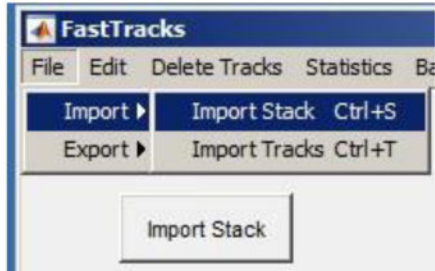 FastTracks
File Edit Delete Tracks Statistics
Import Import Stack Ctrl+S
Export Import Tracks Ctrl+T
Import Stack